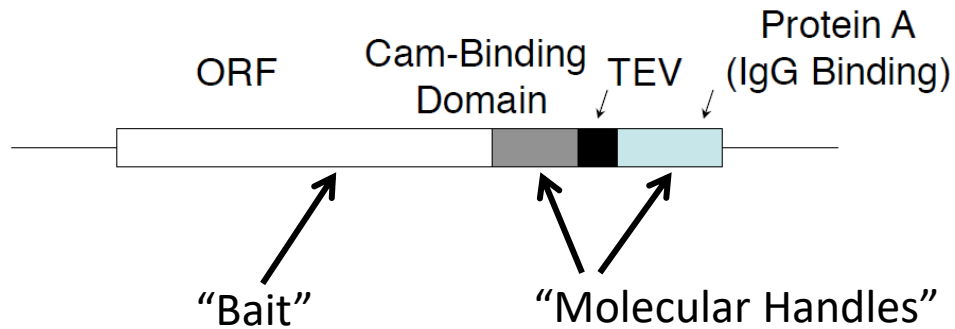 ORF
Cam-Binding
Domain
TEV
Protein A
(IgG Binding)
“Bait”
“Molecular Handles”